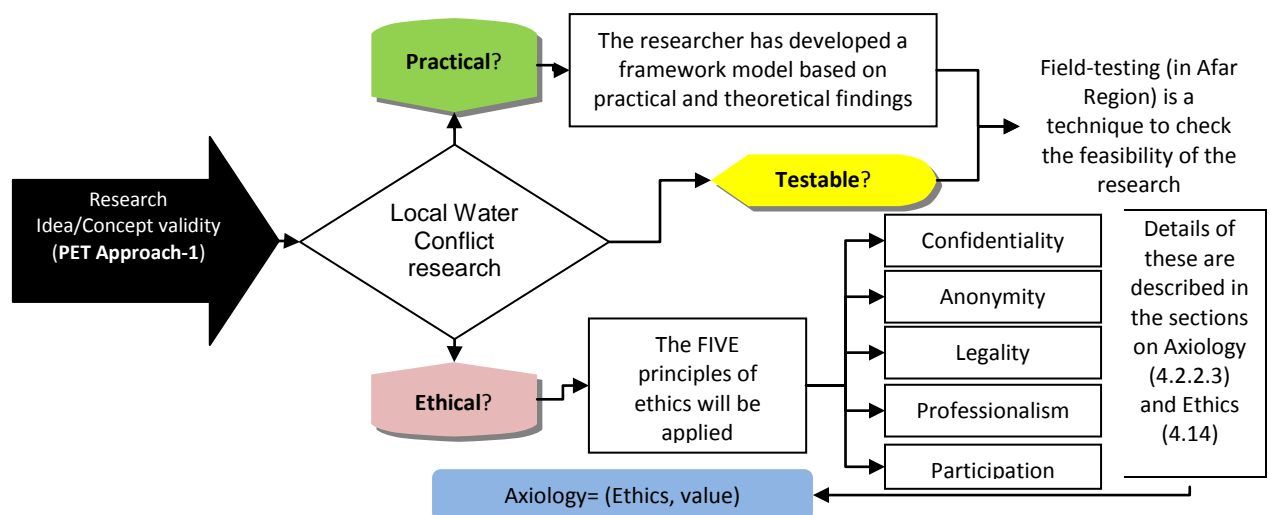 Research
Idea/Concept validity
(PET Approach-1)
Local Water
Conflict
research
Practical?
The researcher has developed a
framework model based on
practical and theoretical findings
Testable?
Field-testing (in Afar
Region) is a
technique to check
the feasibility of the
research
Ethical?
The FIVE
principles of
ethics will be
applied
Confidentiality
Anonymity
Legality
Professionalism
Participation
Details of
these are
described in
the sections
on Axiology
(4.2.2.3)
and Ethics
(4.14)
Axiology= (Ethics, value)